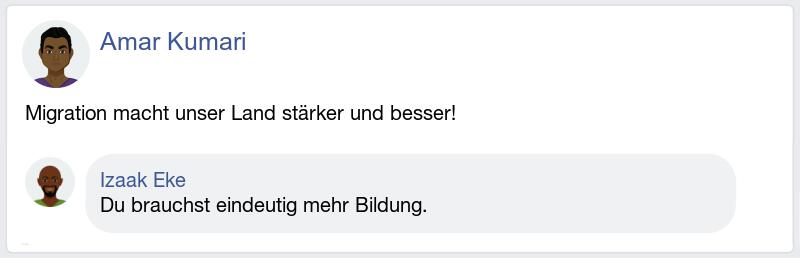 Amar Kumari
Migration macht unser Land stärker und besser!
Izaak Eke
Du brauchst eindeutig mehr Bildung.